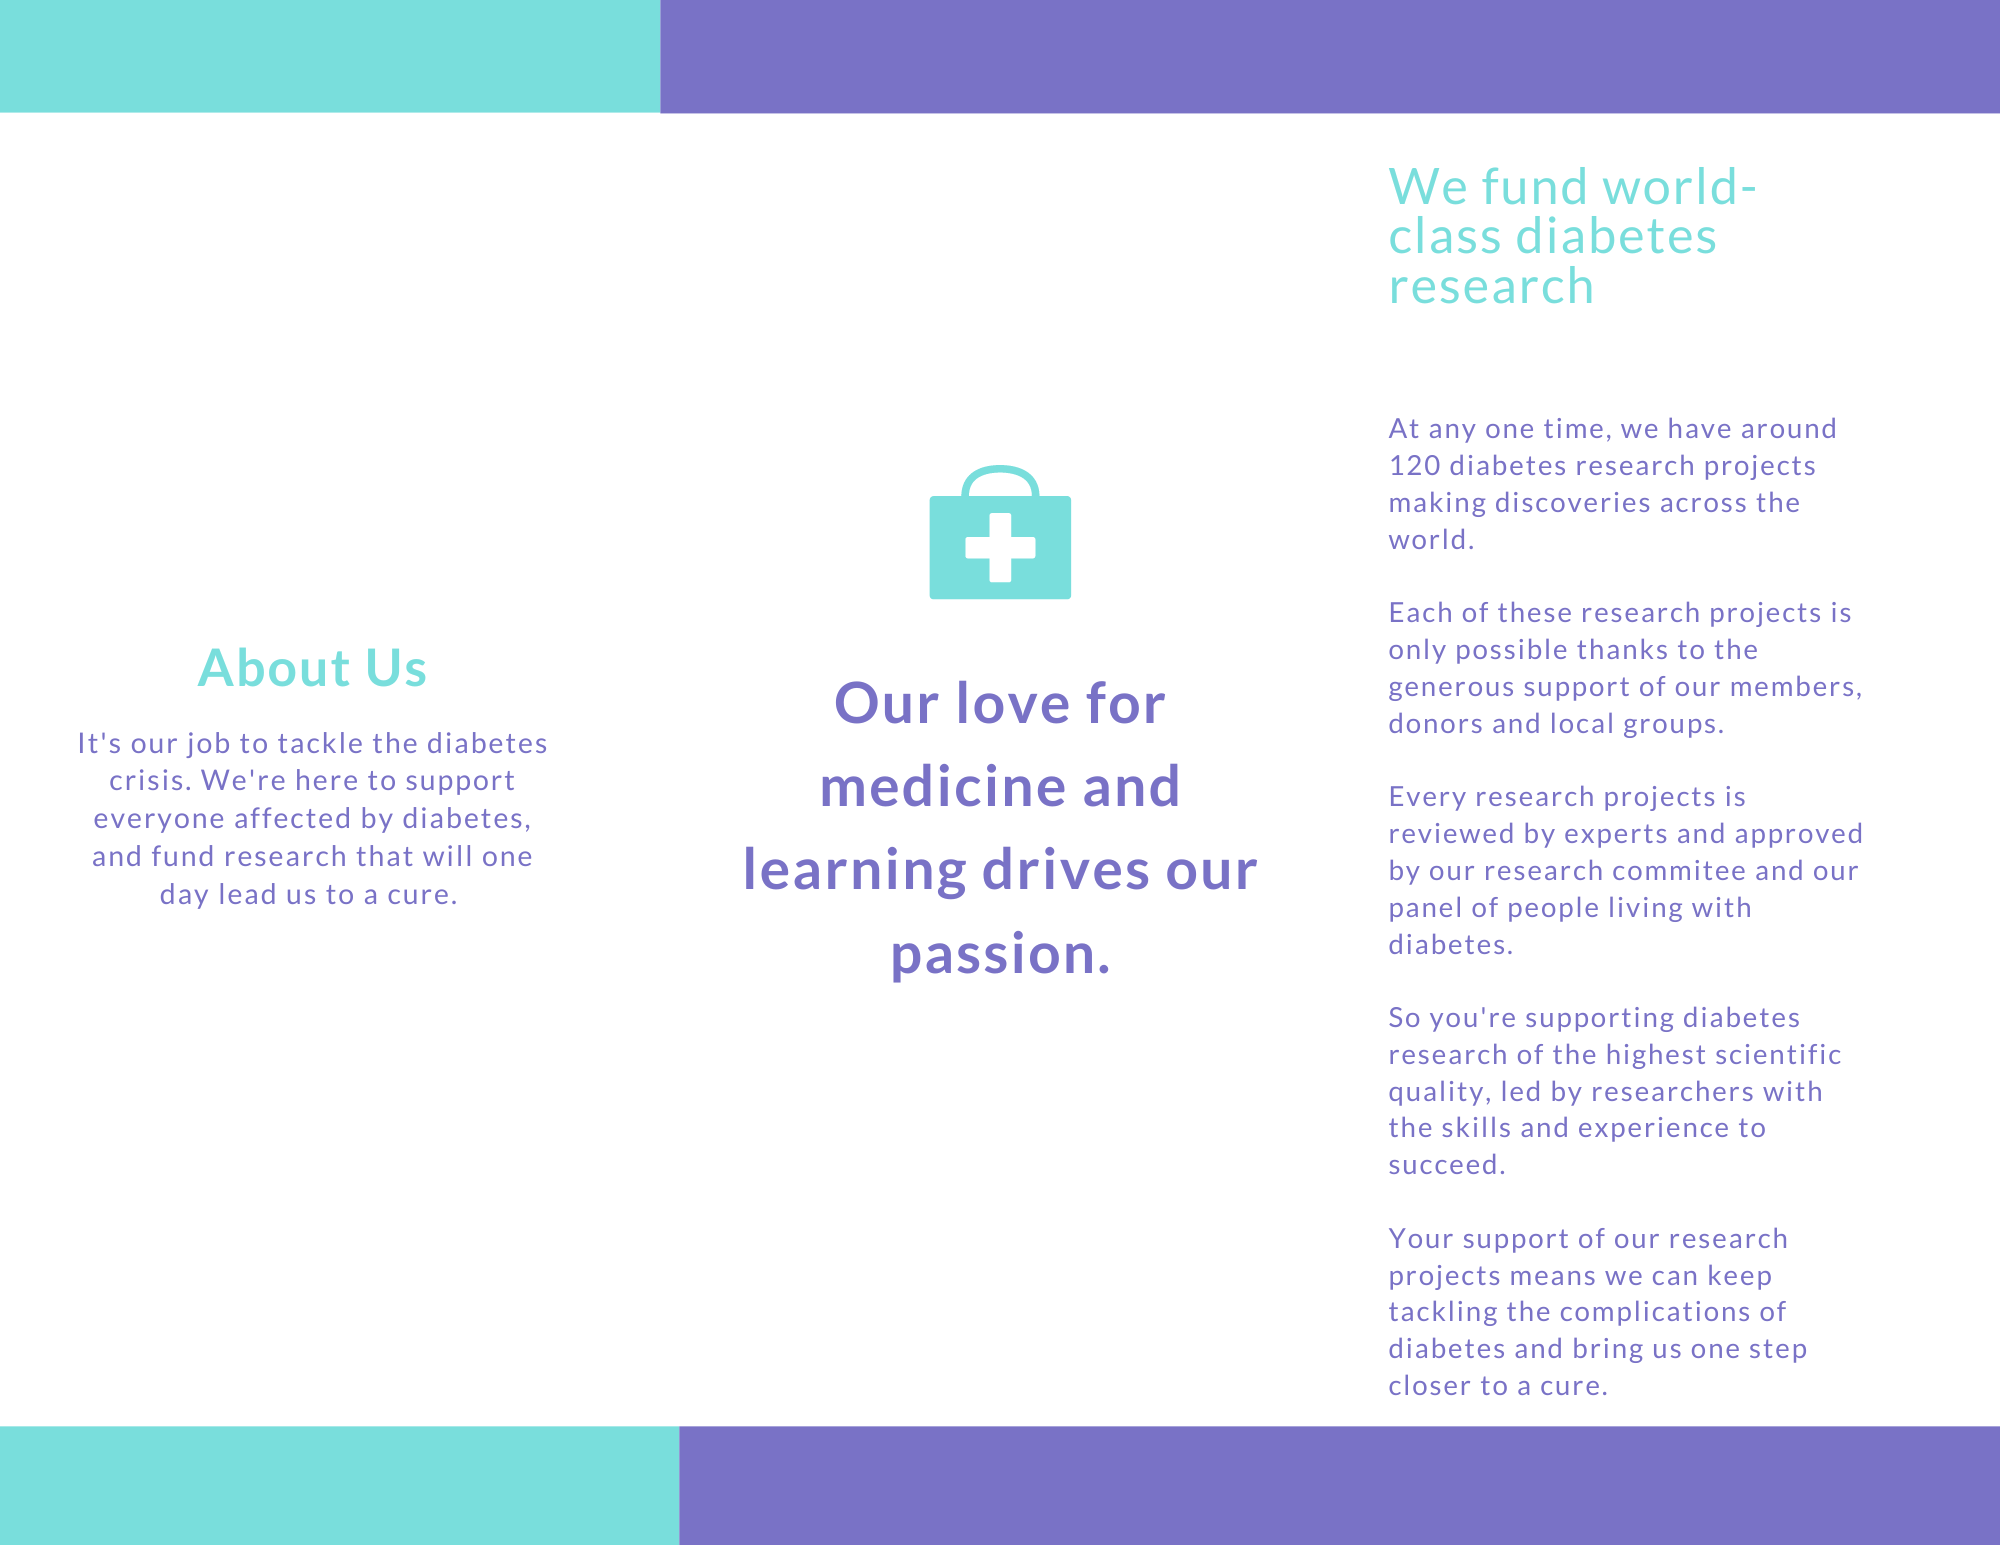 About Us
It's our job to tackle the diabetes
crisis. We're here to support
everyone affected by diabetes,
and fund research that will one
day lead us to a cure.
Our love for
medicine and
learning drives our
passion.
We fund world-
class diabetes
research
At any one time, we have around
120 diabetes research projects
making discoveries across the
world.
Each of these research projects is
only possible thanks to the
generous support of our members,
donors and local groups.
Every research projects is
reviewed by experts and approved
by our research commitee and our
panel of people living with
diabetes.
So you're supporting diabetes
research of the highest scientific
quality, led by researchers with
the skills and experience to
succeed.
Your support of our research
projects means we can keep
tackling the complications of
diabetes and bring us one step
closer to a cure.